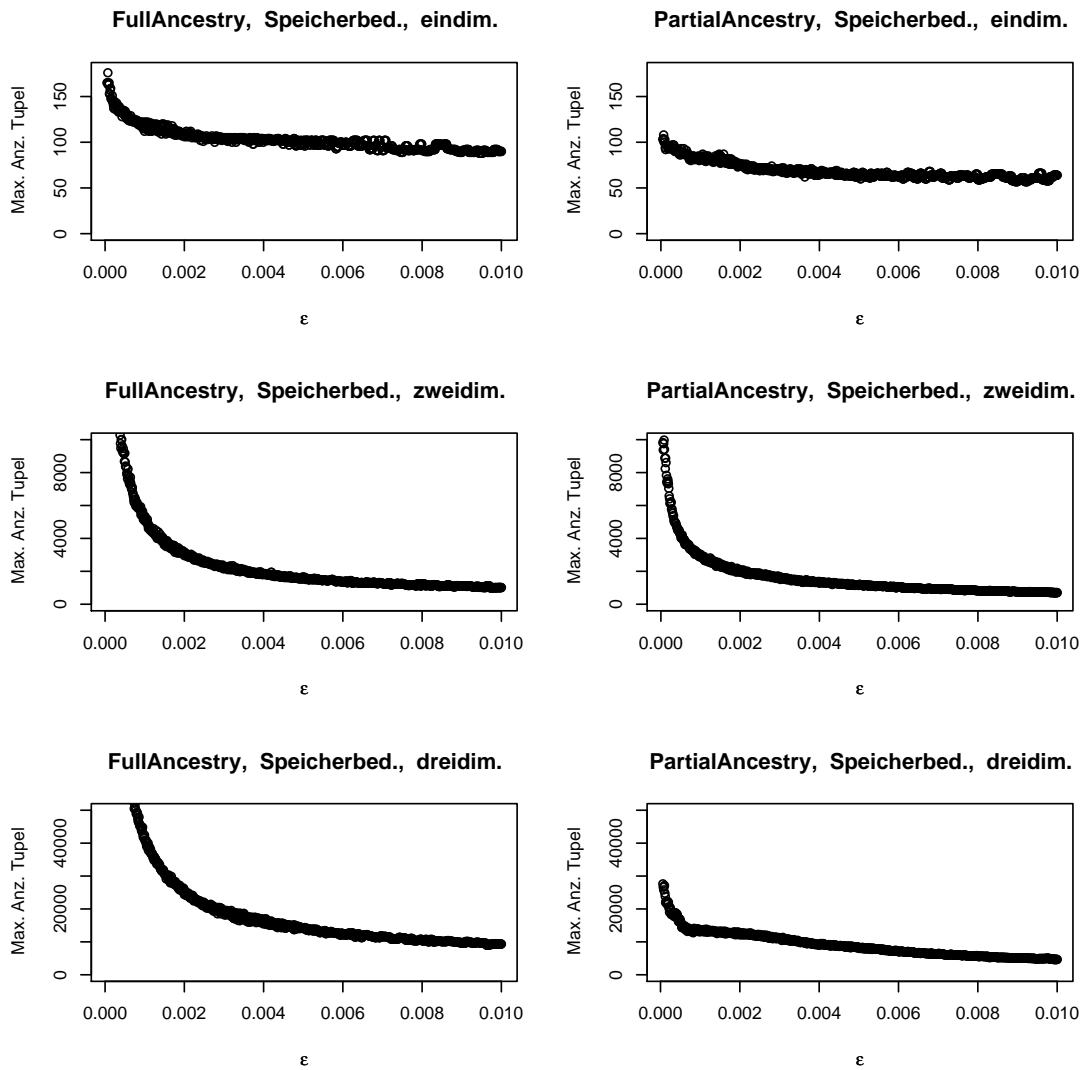 FullAncestry, Speicherbed., eindim.
Max. Anz. Tupel
0 50 100 150
0.000 0.002 0.004 0.006 0.008 0.010
ε
PartialAncestry, Speicherbed., eindim.
Max. Anz. Tupel
0 50 100 150
0.000 0.002 0.004 0.006 0.008 0.010
ε
FullAncestry, Speicherbed., zweidim.
Max. Anz. Tupel
0 4000 8000
0.000 0.002 0.004 0.006 0.008 0.010
ε
PartialAncestry, Speicherbed., zweidim.
Max. Anz. Tupel
0 4000 8000
0.000 0.002 0.004 0.006 0.008 0.010
ε
FullAncestry, Speicherbed., dreidim.
Max. Anz. Tupel
0 20000 40000
0.000 0.002 0.004 0.006 0.008 0.010
ε
PartialAncestry, Speicherbed., dreidim.
Max. Anz. Tupel
0 20000 40000
0.000 0.002 0.004 0.006 0.008 0.010
ε